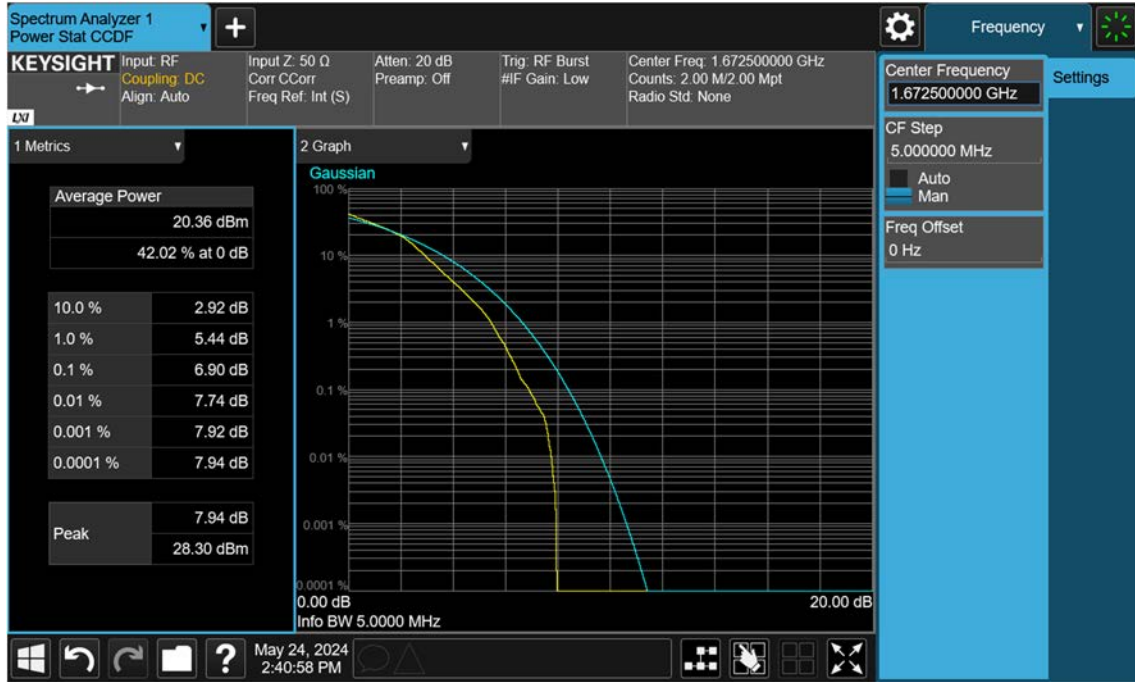 Spectrum Analyzer 1
Power Stat CCDF
+
Frequency
KEYSIGHT
LXI
Input: RF
Coupling: DC
Align: Auto
Input Z: 50 Ω
Corr CCorr
Freq Ref: Int (S)
Atten: 20 dB
Preamp: Off
Trig: RF Burst
#IF Gain: Low
Center Freq: 1.672500000 GHz
Counts: 2.00 M/2.00 Mpt
Radio Std: None
Center Frequency
1.672500000 GHz
Settings
CF Step
5.000000 MHz
Auto
Man
Freq Offset
0 Hz
1 Metrics
Average Power
20.36 dBm
42.02 % at 0 dB
10.0 % 2.92 dB
1.0 % 5.44 dB
0.1 % 6.90 dB
0.01 % 7.74 dB
0.001 % 7.92 dB
0.0001 % 7.94 dB
Peak
7.94 dB
28.30 dBm
2 Graph
Gaussian
100 %
10 %
1 %
0.1 %
0.01 %
0.001 %
0.0001 %
0.00 dB 20.00 dB
Info BW 5.0000 MHz
?
May 24, 2024
2:40:58 PM